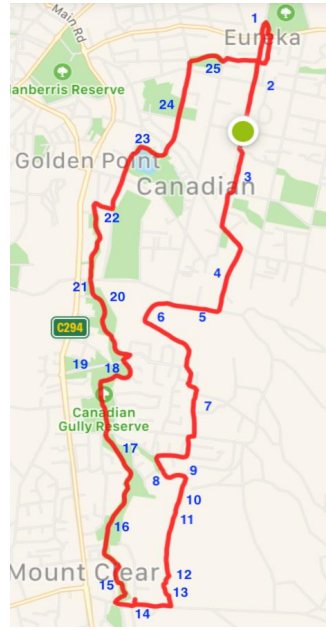 1
Eureka
Main Rd
2
25
anberris Reserve
24
23
Golden Point
3
Canadian
22
4
21
20
6
5
C294
19
18
Canadian
Gully Reserve
7
17
9
8
10
11
16
Mount Clear
12
15
13
14